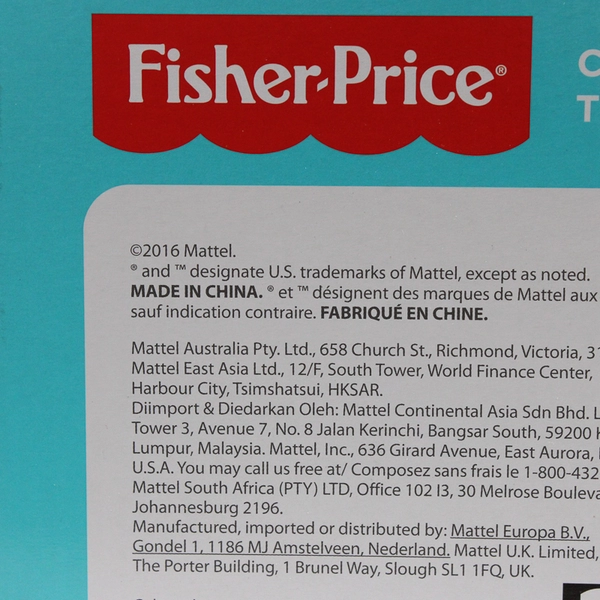 Fisher-Price®
C
T
©2016 Mattel.
® and ™ designate U.S. trademarks of Mattel, except as noted.
MADE IN CHINA. ® et ™ désignent des marques de Mattel aux
sauf indication contraire. FABRIQUÉ EN CHINE.
Mattel Australia Pty. Ltd., 658 Church St., Richmond, Victoria, 31
Mattel East Asia Ltd., 12/F, South Tower, World Finance Center,
Harbour City, Tsimshatsui, HKSAR.
Diimport & Diedarkan Oleh: Mattel Continental Asia Sdn Bhd. L
Tower 3, Avenue 7, No. 8 Jalan Kerinchi, Bangsar South, 59200 K
Lumpur, Malaysia. Mattel, Inc., 636 Girard Avenue, East Aurora,
U.S.A. You may call us free at/ Composez sans frais le 1-800-432
Mattel South Africa (PTY) LTD, Office 102 I3, 30 Melrose Bouleva
Johannesburg 2196.
Manufactured, imported or distributed by: Mattel Europa B.V.,
Gondel 1, 1186 MJ Amstelveen, Nederland. Mattel U.K. Limited,
The Porter Building, 1 Brunel Way, Slough SL1 1FQ, UK.